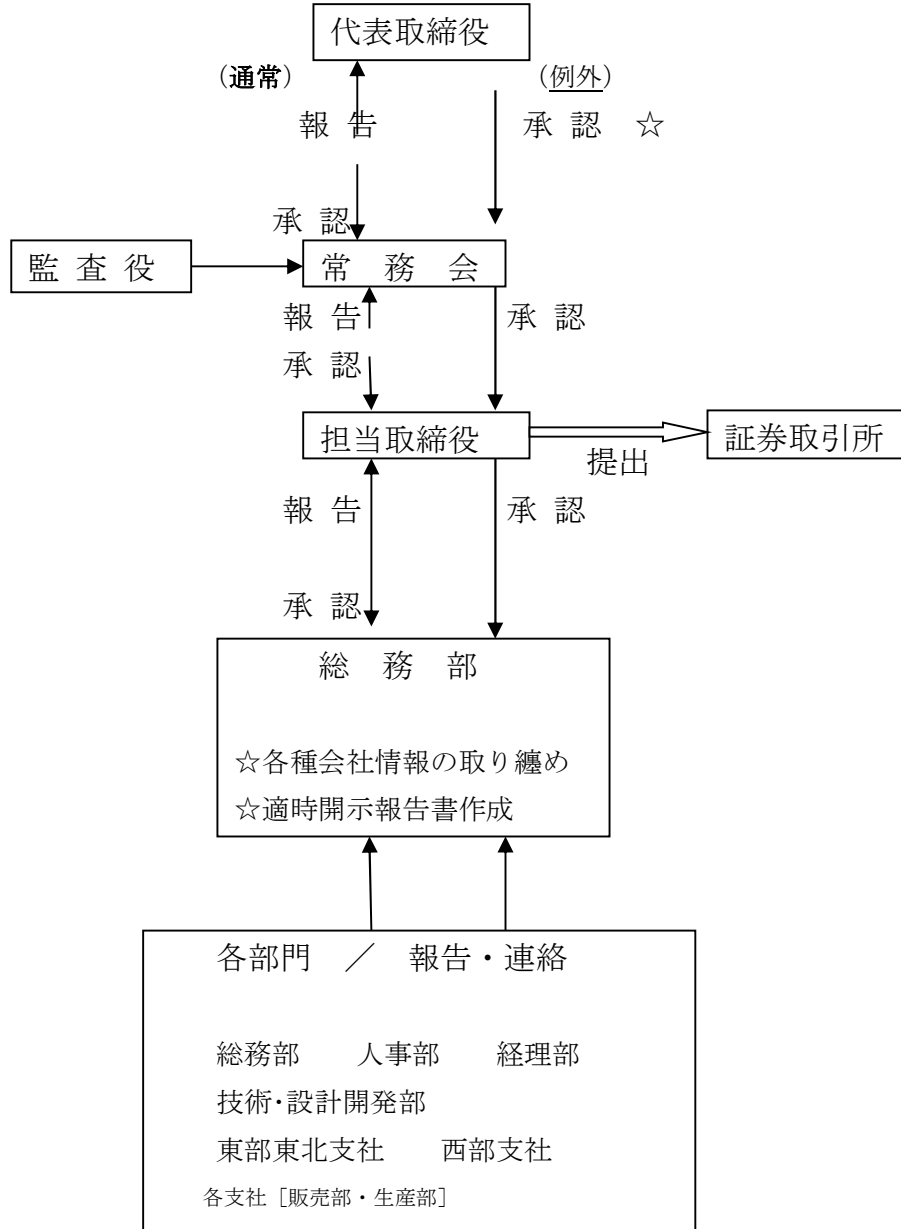 代表取締役
(通常) (例外)
報 告 承 認 ☆
承 認
監 査 役 常 務 会
報 告 承 認
承 認
担当取締役 証券取引所
提出
報 告 承 認
承 認
総 務 部
☆各種会社情報の取り纏め
☆適時開示報告書作成
各部門 ／ 報告・連絡
総務部 人事部 経理部
技術・設計開発部
東部東北支社 西部支社
各支社［販売部・生産部］